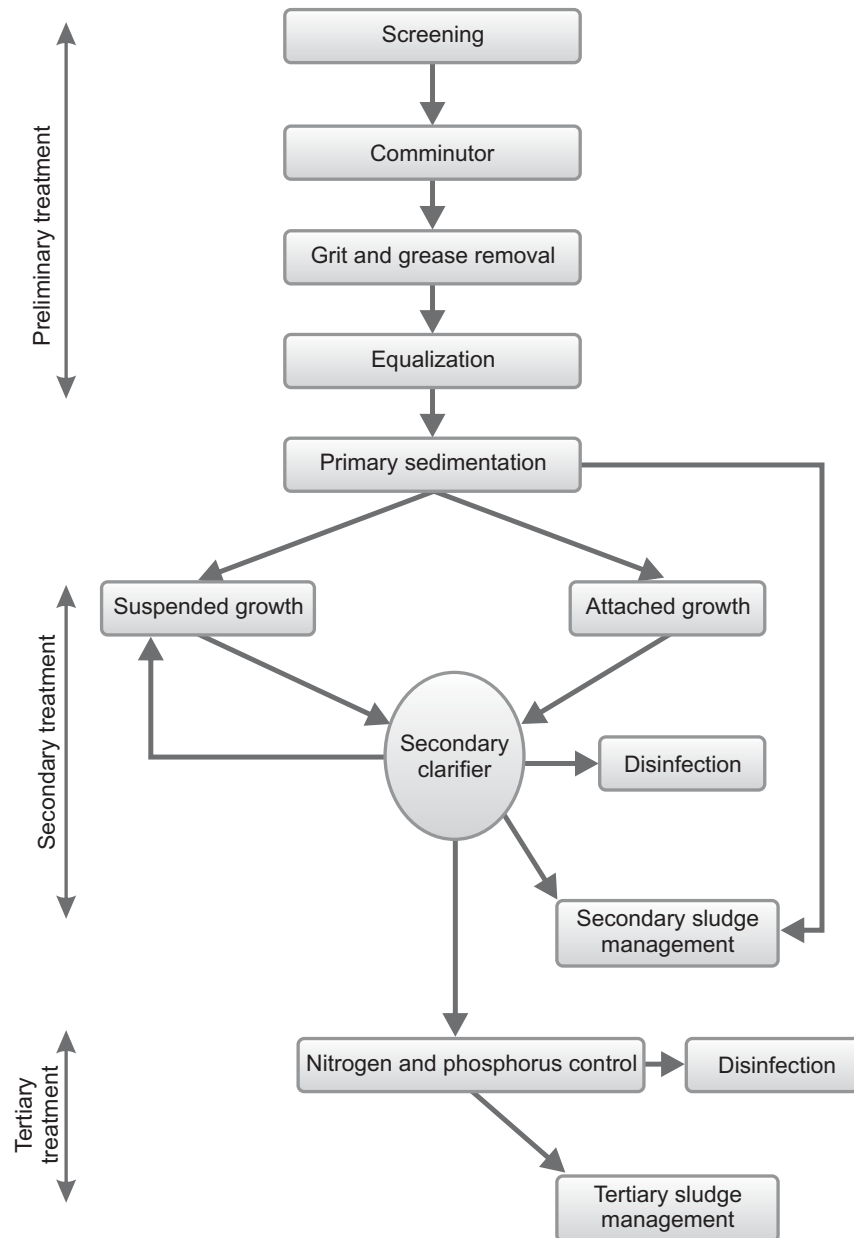 Preliminary treatment
Screening
Comminutor
Grit and grease removal
Equalization
Primary sedimentation
Secondary treatment
Suspended growth
Attached growth
Secondary
clarifier
Disinfection
Secondary sludge
management
Tertiary
treatment
Nitrogen and phosphorus control
Disinfection
Tertiary sludge
management